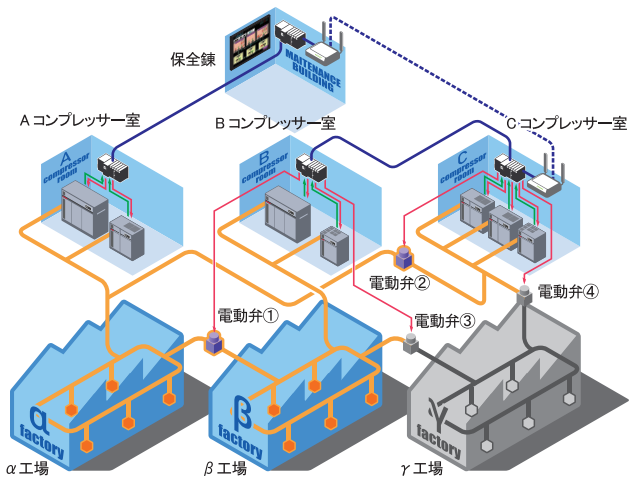 保全錬
MAITENANCE
BUILDING
Aコンプレッサー室
Bコンプレッサー室
Cコンプレッサー室
A
compressor
room
B
compressor
room
C
compressor
room
電動弁①
電動弁②
電動弁③
電動弁④
α
factory
β
factory
γ
factory
α工場
β工場
γ工場